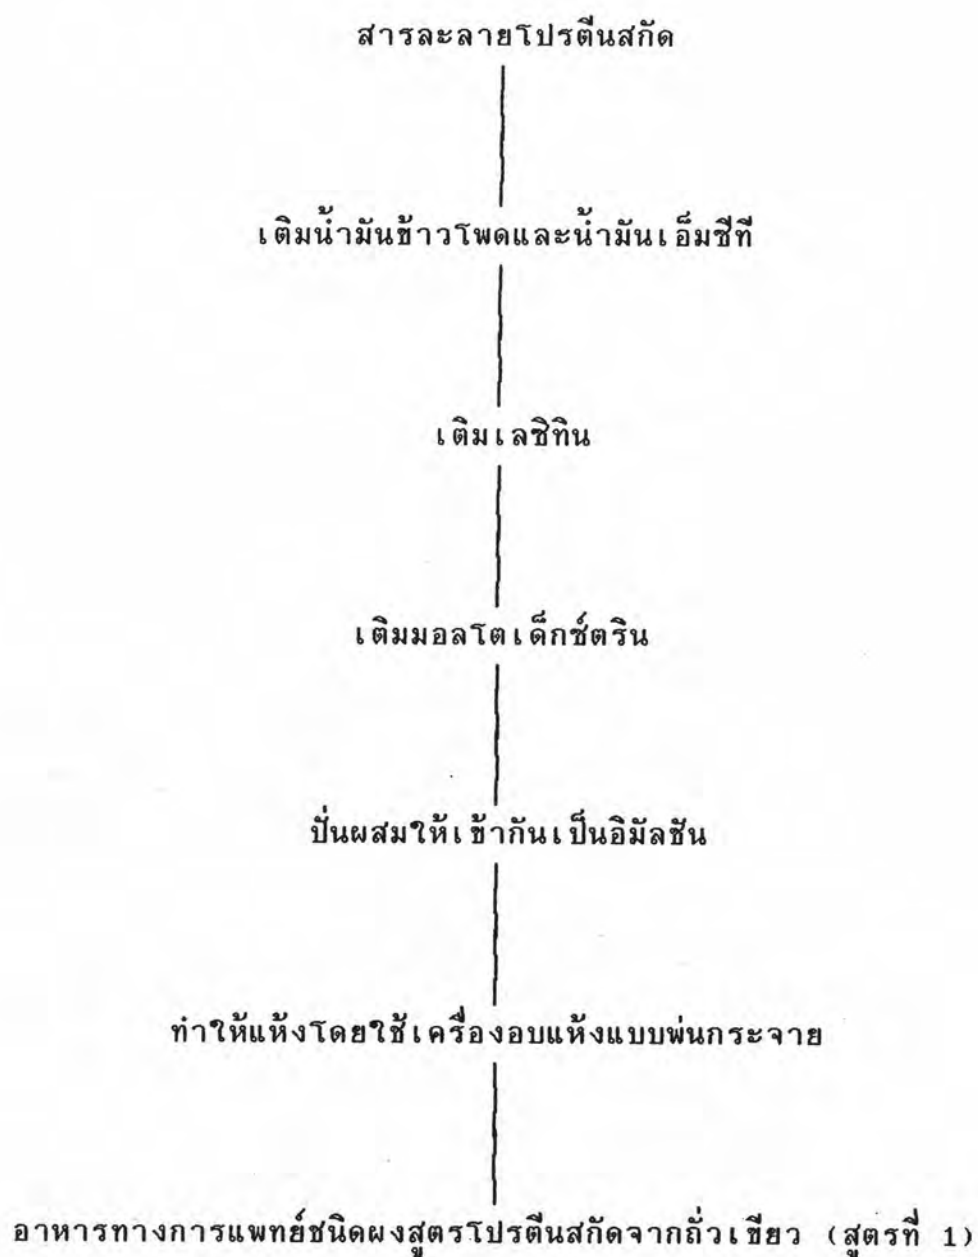 สารละลายโปรตีนสกัด
เติมน้ำมันข้าวโพดและน้ำมันเอ็มซีที
เติมเลซิทิน
เติมมอลโตเด็กซ์ตริน
ปั่นผสมให้เข้ากันเป็นอิมัลชัน
ทำให้แห้งโดยใช้เครื่องอบแห้งแบบพ่นกระจาย
อาหารทางการแพทย์ชนิดผงสูตรโปรตีนสกัดจากถั่วเขียว (สูตรที่ 1)